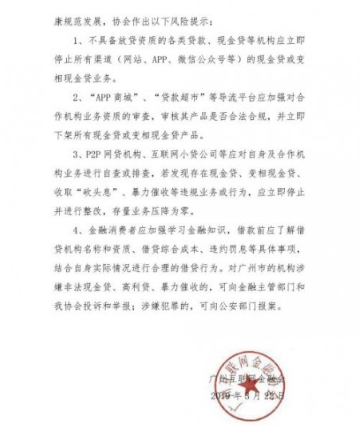 康规范发展，协会作出以下风险提示：
1、不具备放贷资质的各类贷款、现金贷等机构应立即
停止所有渠道（网站、APP、微信公众号等）的现金贷或变
相现金贷业务。
2、“APP 商城”、“贷款超市”等导流平台应加强对合
作机构业务资质的审查，审核其产品是否合法合规，并立即
下架所有现金贷或变相现金贷产品。
3、P2P 网贷机构、互联网小贷公司等应对自身及合作机
构业务进行自查或排查，若发现存在现金贷、变相现金贷、
收取“砍头息”、暴力催收等违规业务或行为，应立即停止
并进行整改，存量业务压降为零。
4、金融消费者应加强学习金融知识，借款前应了解借
贷机构名称和资质、借贷综合成本、违约罚息等具体事项，
结合自身实际情况进行合理的借贷行为。对广州市的机构涉
嫌非法现金贷、高利贷、暴力催收的，可向金融主管部门和
我协会投诉和举报；涉嫌犯罪的，可向公安部门报案。
广州互联网金融协会
2019 年 3 月 22 日